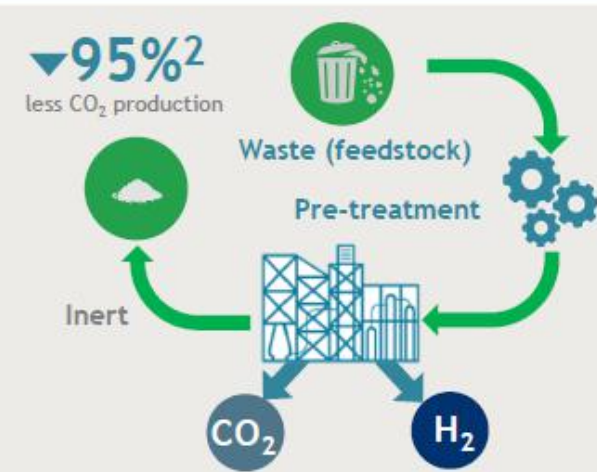 ▼95%²
less CO₂ production
Waste (feedstock)
Pre-treatment
Inert
CO₂
H₂